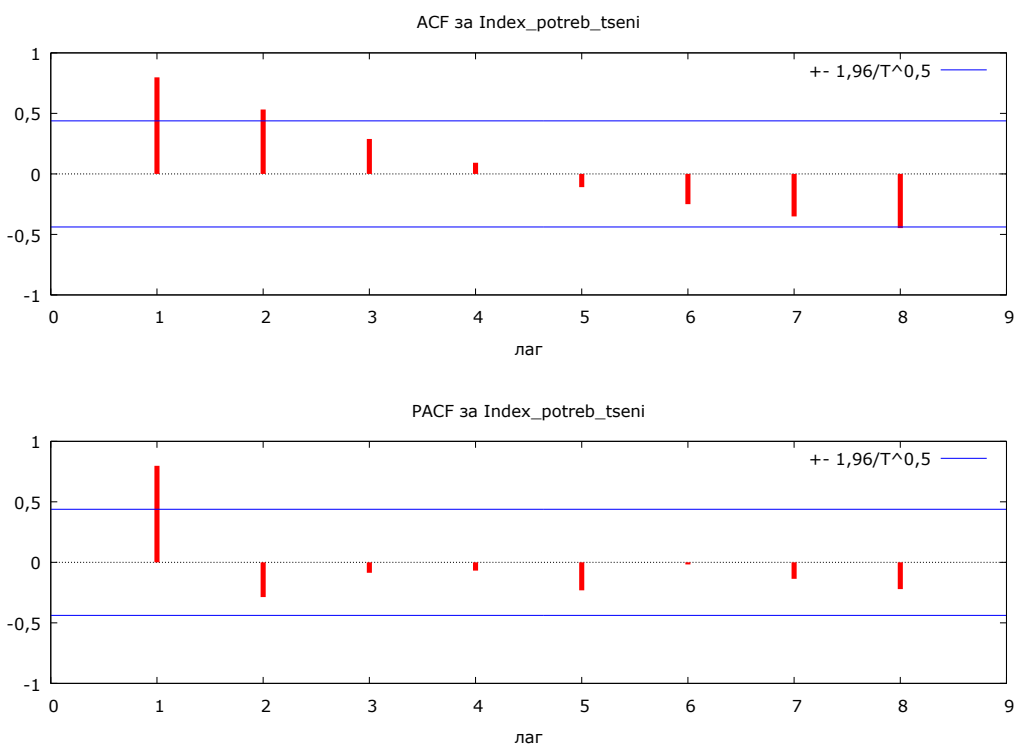 ACF за Index_potreb_tseni
+- 1,96/T^0,5
1
0,5
0
-0,5
-1
0 1 2 3 4 5 6 7 8 9
лаг
PACF за Index_potreb_tseni
+- 1,96/T^0,5
1
0,5
0
-0,5
-1
0 1 2 3 4 5 6 7 8 9
лаг